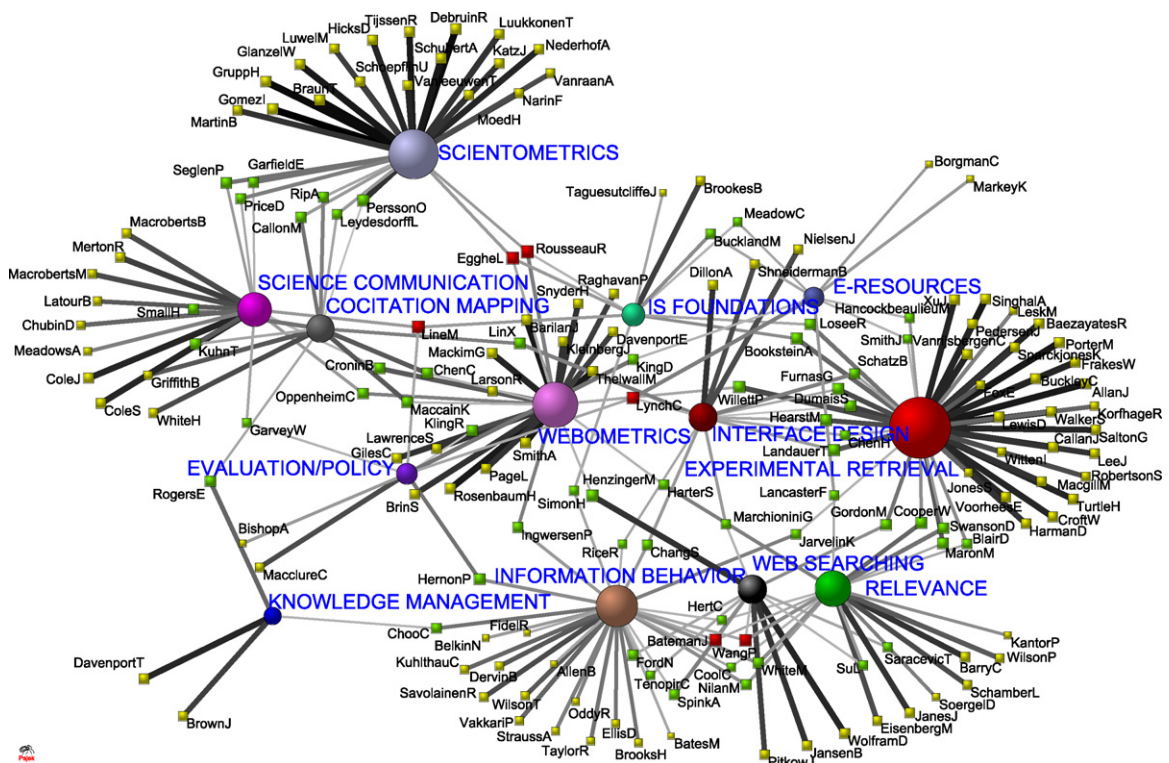 TijssenR
DebruinR
HicksD
LuukkonenT
LuwelM
SchubertA
KatzJ
NederhofA
GlanzelW
SchoepflinU
VanleeuwenT
VanraanA
GruppH
BraunT
NarinF
GomezI
MoedH
MartinB
SCIENTOMETRICS
SeglenP
GarfieldE
BorgmanC
RipA
PriceD
PerssonO
TaguesutcliffeJ
BrookesB
MarkeyK
MacrobertsB
CallonM
LeydesdorffL
MeadowC
MertonR
EggheL
RousseauR
BucklandM
NielsenJ
MacrobertsM
SCIENCE COMMUNICATION
RaghavanP
DillonA
ShneidermanB
E-RESOURCES
LatourB
SmallH
COCITATION MAPPING
SnyderH
IS FOUNDATIONS
HancockbeaulieuM
XuJ
SinghalA
LeskM
ChubinD
LineM
LinX
BarilanJ
DavenportE
LoseeR
SmithJ
VanrijsbergenC
PedersenJ
BaezayatesR
MeadowsA
KuhnT
MackimG
KleinbergJ
BooksteinA
SchatzB
SparckjonesK
PorterM
FrakesW
ColeJ
GriffithB
CroninB
ChenC
LarsonR
ThelwallM
KingD
FurnasG
FoxE
BuckleyC
AllanJ
ColeS
WhiteH
OppenheimC
MaccainK
LynchC
WillettP
DumaisS
LewisD
WalkerS
KorfhageR
GarveyW
KlingR
WEBOMETRICS
HearstM
INTERFACE DESIGN
ChenH
CallanJ
SaltonG
LawrenceS
GilesC
SmithA
LandauerT
WittenI
LeeJ
EVALUATION/POLICY
PageL
EXPERIMENTAL RETRIEVAL
RobertsonS
RogersE
BrinS
RosenbaumH
HenzingerM
HarterS
LancasterF
JonesS
MacgillM
SimonH
VoorheesE
TurtleH
BishopA
IngwersenP
MarchioniniG
GordonM
CooperW
SwansonD
HarmanD
CroftW
RiceR
ChangS
JarvelinK
BlairD
MaronM
MacclureC
HernonP
INFORMATION BEHAVIOR
WEB SEARCHING
RELEVANCE
KNOWLEDGE MANAGEMENT
ChooC
FidelR
HertC
BelkinN
BatemanJ
WangP
KantorP
DavenportT
KuhlthauC
DervinB
AllenB
FordN
CoolC
WhiteM
SuL
SaracevicT
BarryC
WilsonP
SavolainenR
WilsonT
TenopirC
NilanM
SchamberL
BrownJ
VakkariP
OddyR
SpinkA
JanesJ
SoergelD
StraussA
EllisD
EisenbergM
TaylorR
BrooksH
BatesM
WolframD
JansenB
PitkowJ
Pajek